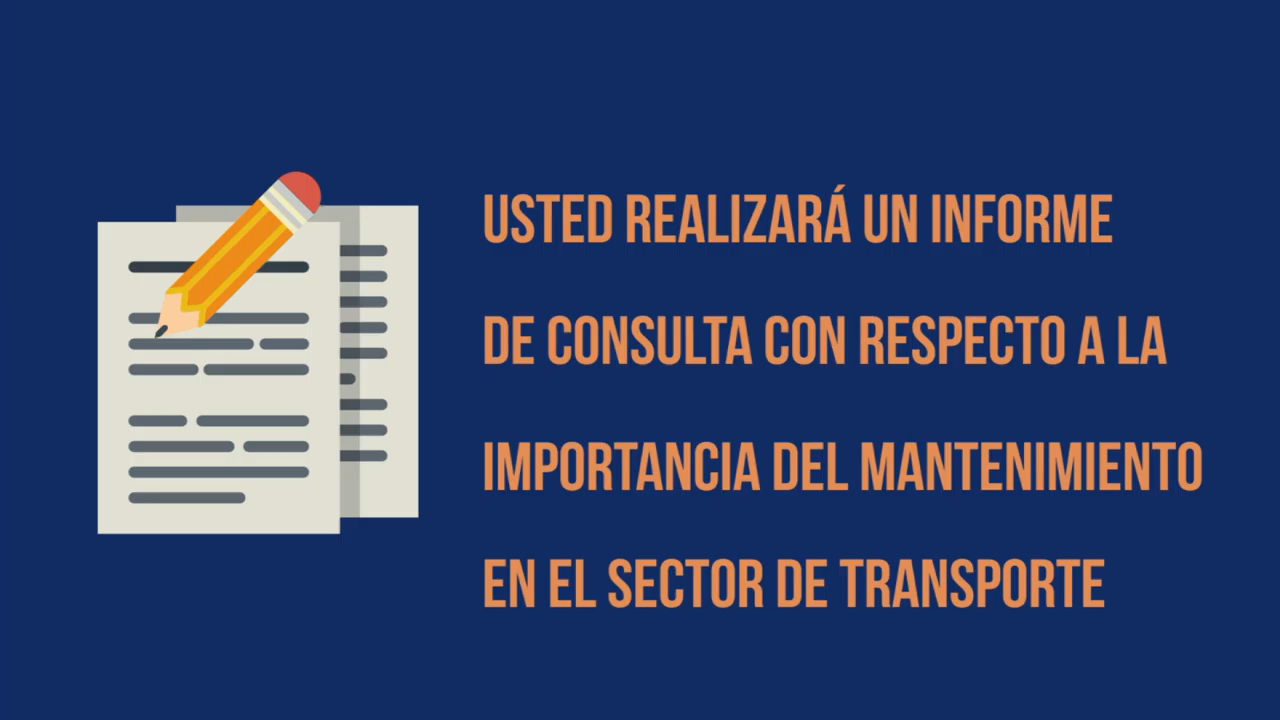 USTED REALIZARÁ UN INFORME
DE CONSULTA CON RESPECTO A LA
IMPORTANCIA DEL MANTENIMIENTO
EN EL SECTOR DE TRANSPORTE